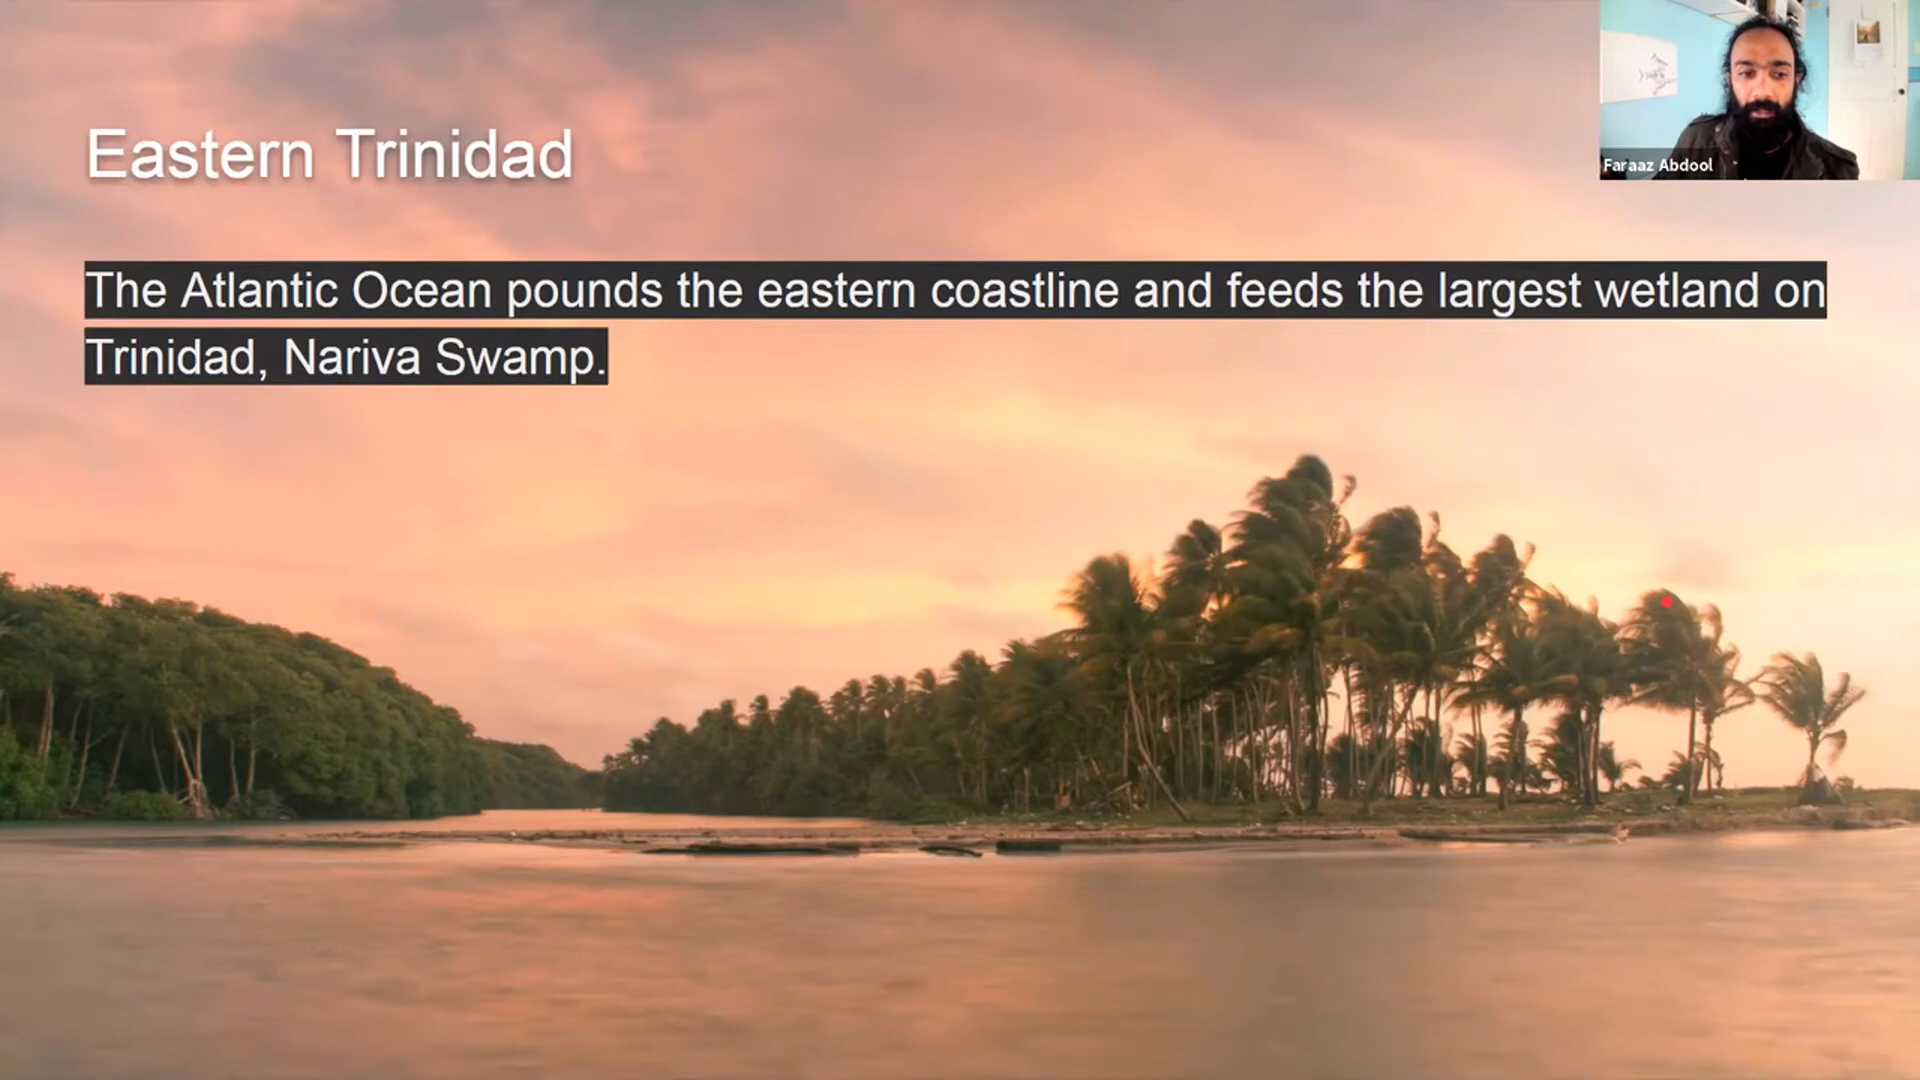 Eastern Trinidad
Faraaz Abdool
The Atlantic Ocean pounds the eastern coastline and feeds the largest wetland on
Trinidad, Nariva Swamp.